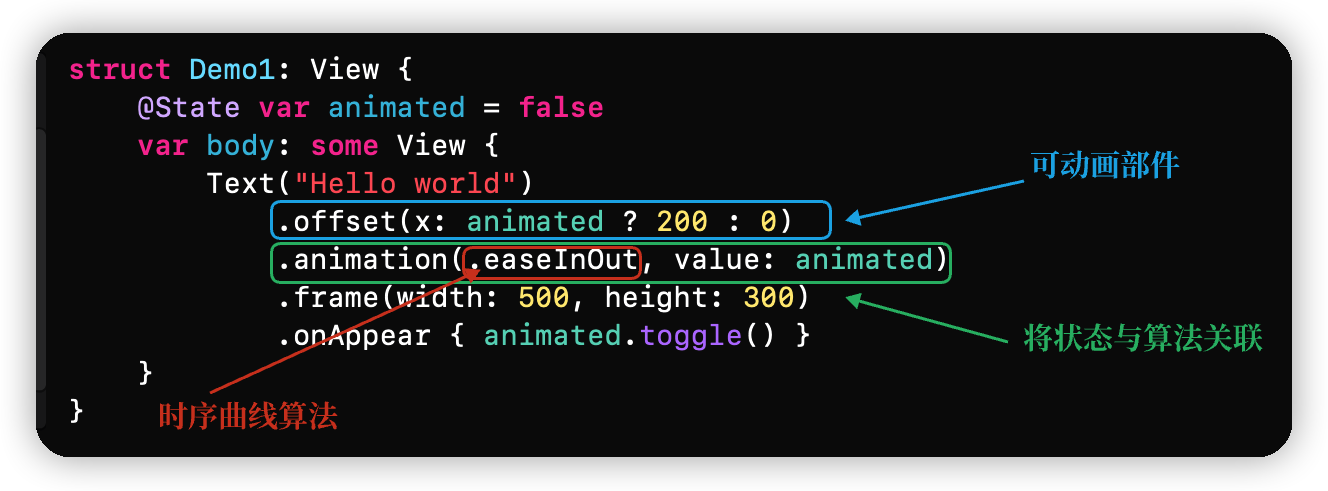 struct Demo1: View {
@State var animated = false
var body: some View {
可动画部件
Text("Hello world")
.offset(x: animated ? 200 : 0)
.animation(.easeInOut, value: animated)
.frame(width: 500, height: 300)
.onAppear { animated.toggle() }
将状态与算法关联
}
}
时序曲线算法